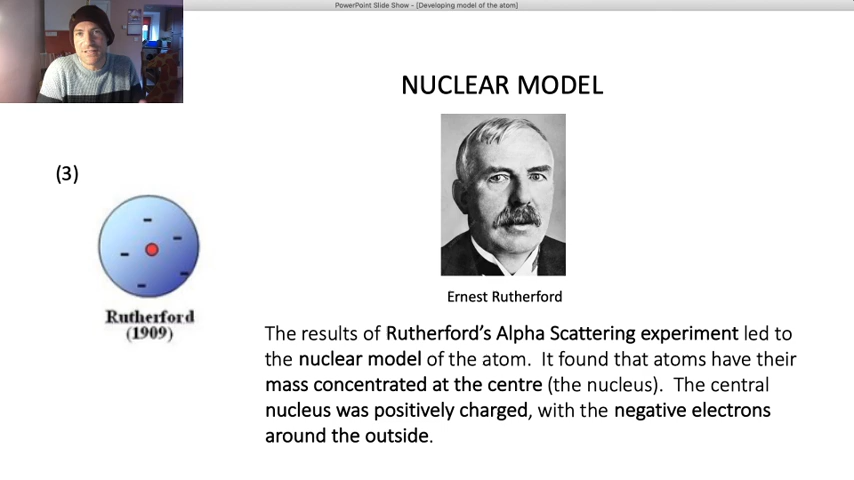 PowerPoint Slide Show - [Developing model of the atom]
NUCLEAR MODEL
(3)
Rutherford
(1909)
Ernest Rutherford
The results of Rutherford's Alpha Scattering experiment led to
the nuclear model of the atom. It found that atoms have their
mass concentrated at the centre (the nucleus). The central
nucleus was positively charged, with the negative electrons
around the outside.